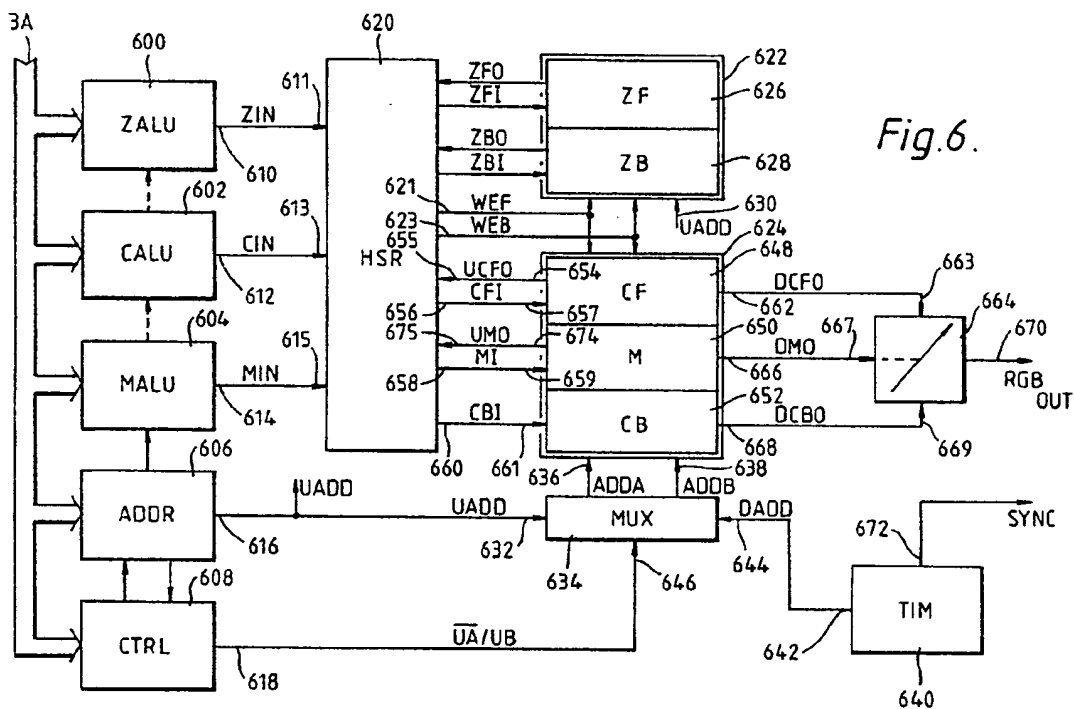 3A
600
620
ZALU
ZIN
610
611
ZFO
ZFI
ZBO
ZBI
ZF
ZB
622
626
628
Fig.6.
602
CALU
CIN
612
613
HSR
621
WEF
623
WEB
655
630
UADD
624
UCFO
654
CFI
656
657
CF
648
DCFO
662
663
664
604
MALU
MIN
614
615
UMO
675
674
MI
658
659
M
650
DMO
666
667
670
RGB OUT
CBI
660
661
CB
652
DCBO
668
669
606
ADDR
616
UADD
UADD
632
636
ADDA
638
ADDB
MUX
634
DADD
644
646
672
SYNC
608
CTRL
618
U̅A̅/UB
TIM
642
640